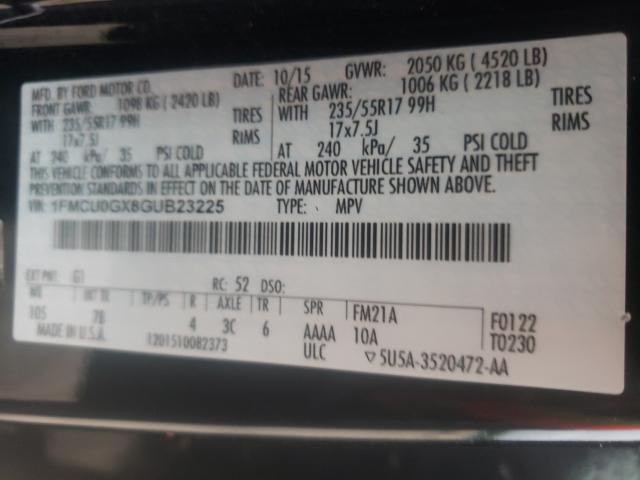 MFD. BY FORD MOTOR CO. DATE: 10/15 GVWR: 2050 KG ( 4520 LB)
FRONT GAWR: 1098 KG ( 2420 LB) REAR GAWR: 1006 KG ( 2218 LB)
WITH 235/55R17 99H TIRES WITH 235/55R17 99H TIRES
17x7.5J RIMS 17x7.5J RIMS
AT 240 kPa/ 35 PSI COLD AT 240 kPa/ 35 PSI COLD
THIS VEHICLE CONFORMS TO ALL APPLICABLE FEDERAL MOTOR VEHICLE SAFETY AND THEFT
PREVENTION STANDARDS IN EFFECT ON THE DATE OF MANUFACTURE SHOWN ABOVE.
VIN: 1FMCU0GX8GUB23225 TYPE: MPV
EXT PNT: G1 RC: 52 DSO:
WB INT TR TP/PS R AXLE TR SPR FM21A F0122
105 7B 4 3C 6 AAAA 10A T0230
MADE IN U.S.A. 1201510082373 ULC ▽5U5A-3520472-AA